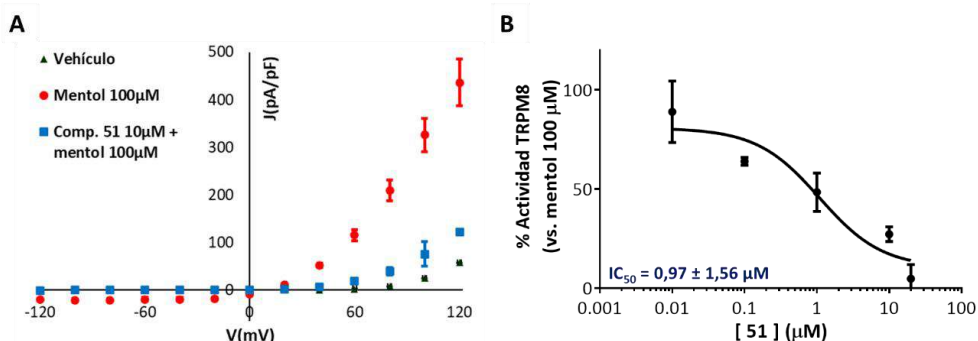 A
Vehículo
Mentol 100µM
Comp. 51 10µM +
mentol 100µM
J(pA/pF)
500
400
300
200
100
0
-120
-60
0
60
120
V(mV)
B
% Actividad TRPM8
(vs. mentol 100 µM)
100
50
0
IC50 = 0,97 ± 1,56 µM
0.001
0.01
0.1
1
10
100
[ 51 ] (µM)